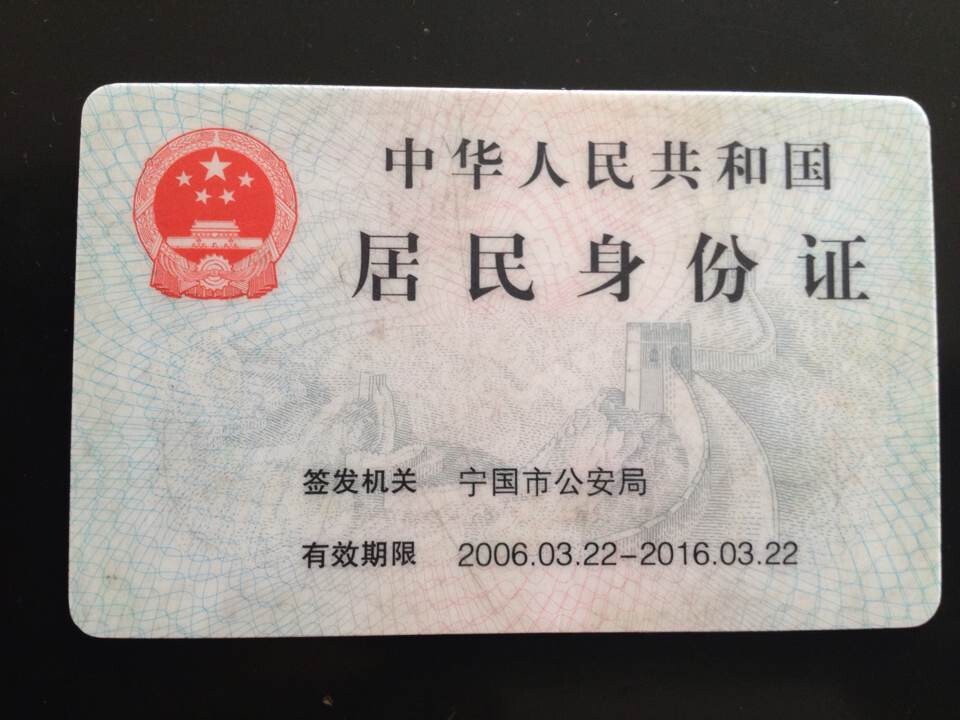 中华人民共和国
居民身份证
签发机关 宁国市公安局
有效期限 2006.03.22-2016.03.22